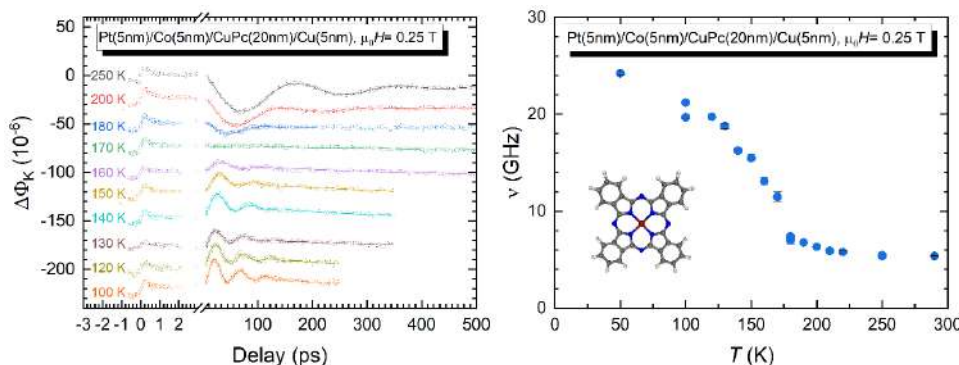 Pt(5nm)/Co(5nm)/CuPc(20nm)/Cu(5nm), μ₀H= 0.25 T
ΔΦK (10⁻⁶)
0
-50
-100
-150
-200
250 K
200 K
180 K
170 K
160 K
150 K
140 K
130 K
120 K
100 K
-3 -2 -1 0 1 2 100 200 300 400 500
Delay (ps)
Pt(5nm)/Co(5nm)/CuPc(20nm)/Cu(5nm), μ₀H= 0.25 T
ν (GHz)
30
20
10
0
0 50 100 150 200 250 300
T (K)